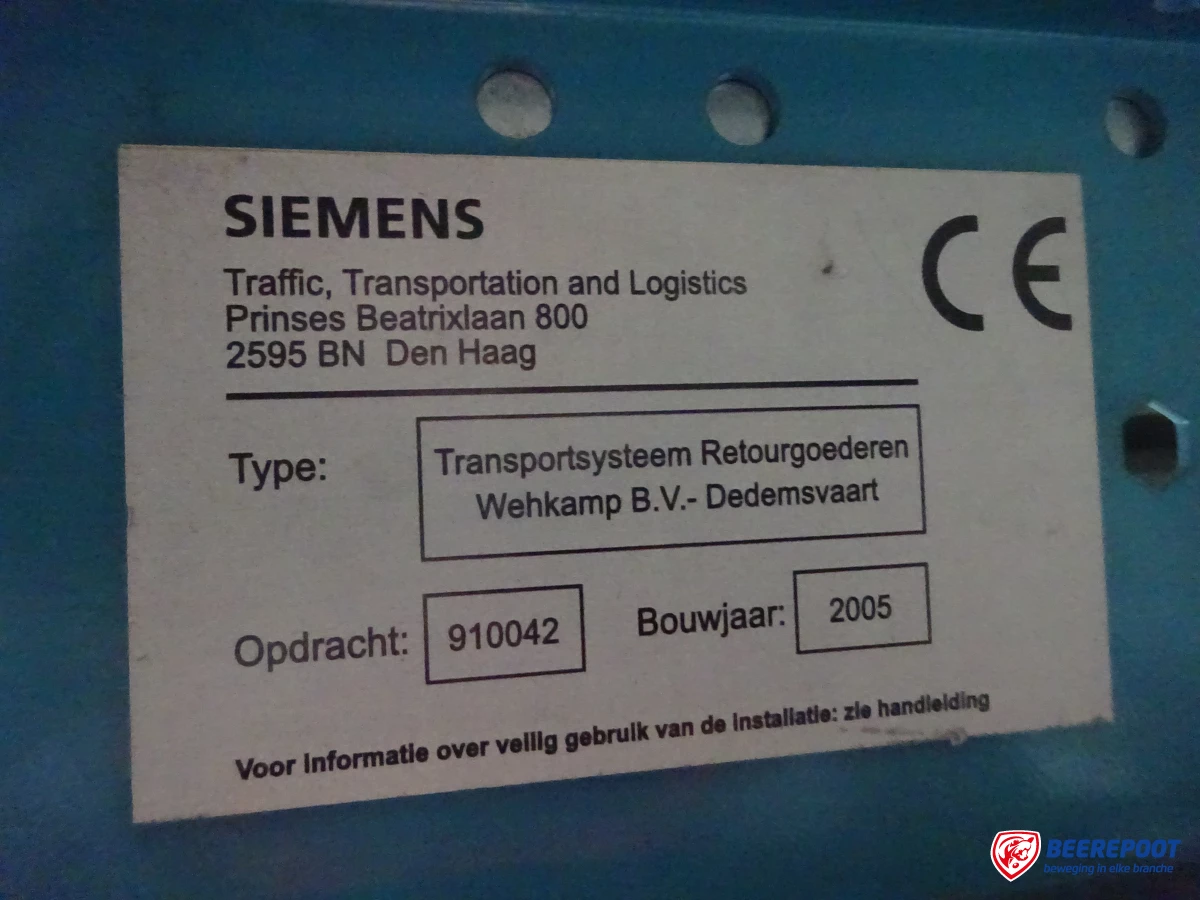 SIEMENS
CE
Traffic, Transportation and Logistics
Prinses Beatrixlaan 800
2595 BN Den Haag
Type:
Transportsysteem Retourgoederen
Wehkamp B.V.- Dedemsvaart
Opdracht: 910042 Bouwjaar: 2005
Voor informatie over veilig gebruik van de installatie: zie handleiding
BEEREPOOT
beweging in elke branche